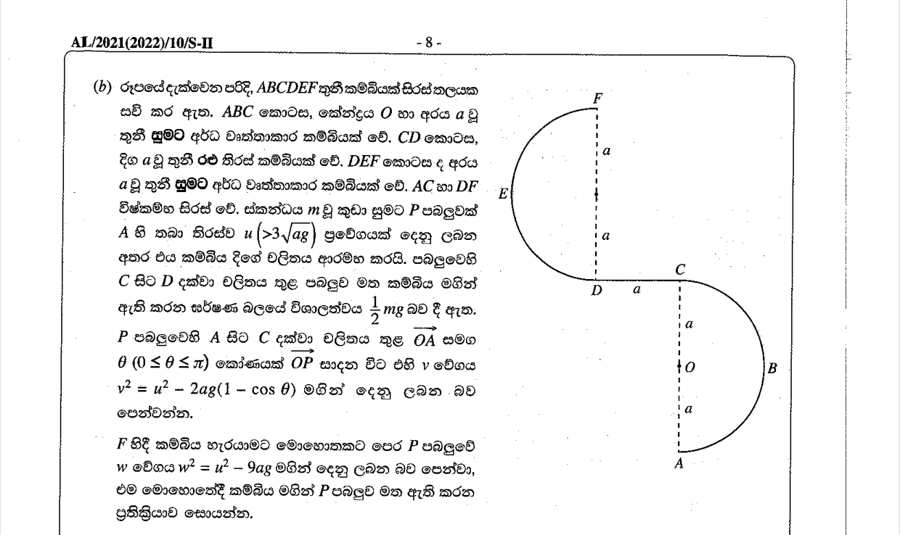 AL/2021(2022)/10/S-II
- 8 -
(b) රූපයේ දැක්වෙන පරිදි, ABCDEF තුනී කම්බියක් සිරස් තලයක
සවි කර ඇත. ABC කොටස, කේන්ද්‍රය O හා අරය a වූ
තුනී සුමට අර්ධ වෘත්තාකාර කම්බියක් වේ. CD කොටස,
දිග a වූ තුනී රළු තිරස් කම්බියක් වේ. DEF කොටස ද අරය
a වූ තුනී සුමට අර්ධ වෘත්තාකාර කම්බියක් වේ. AC හා DF
විෂ්කම්භ සිරස් වේ. ස්කන්ධය m වූ කුඩා සුමට P පබලුවක්
A හි තබා තිරස්ව u (>3√ag) ප්‍රවේගයක් දෙනු ලබන
අතර එය කම්බිය දිගේ චලිතය ආරම්භ කරයි. පබලුවෙහි
C සිට D දක්වා චලිතය තුළ පබලුව මත කම්බිය මගින්
ඇති කරන ඝර්ෂණ බලයේ විශාලත්වය 1/2 mg බව දී ඇත.
P පබලුවෙහි A සිට C දක්වා චලිතය තුළ OA→ සමග
θ (0 ≤ θ ≤ π) කෝණයක් OP→ සාදන විට එහි v වේගය
v² = u² − 2ag(1 − cos θ) මගින් දෙනු ලබන බව
පෙන්වන්න.
F හිදී කම්බිය හැරයාමට මොහොතකට පෙර P පබලුවේ
w වේගය w² = u² − 9ag මගින් දෙනු ලබන බව පෙන්වා,
එම මොහොතේදී කම්බිය මගින් P පබලුව මත ඇති කරන
ප්‍රතික්‍රියාව සොයන්න.
F
a
E
a
D
a
C
a
O
B
a
A